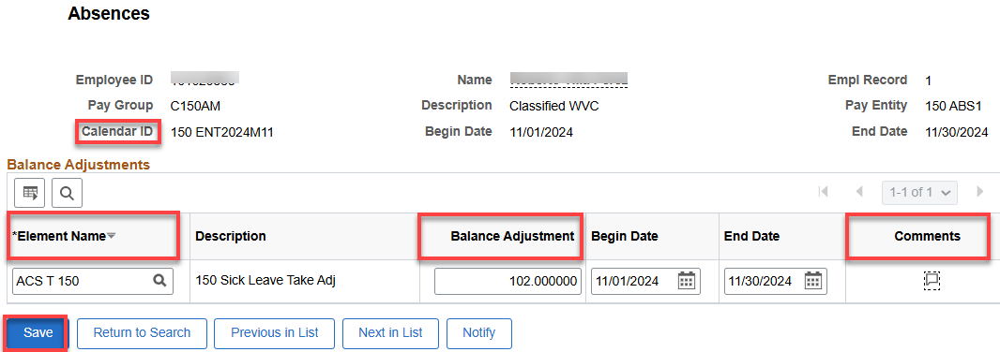 Absences
Employee ID Name Empl Record 1
Pay Group C150AM Description Classified WVC Pay Entity 150 ABS1
Calendar ID 150 ENT2024M11 Begin Date 11/01/2024 End Date 11/30/2024
Balance Adjustments
1-1 of 1
*Element Name Description Balance Adjustment Begin Date End Date Comments
ACS T 150 150 Sick Leave Take Adj 102.000000 11/01/2024 11/30/2024
Save Return to Search Previous in List Next in List Notify